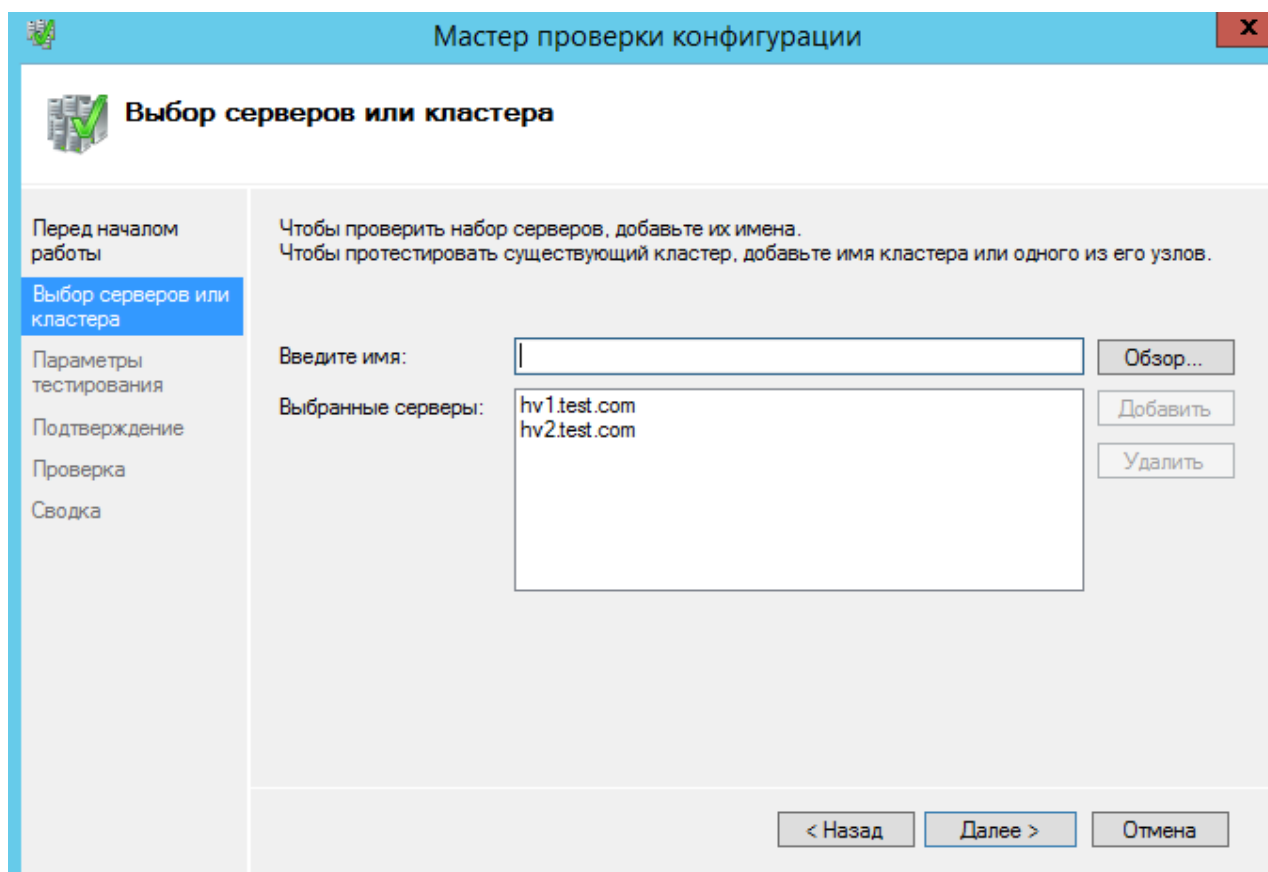 Мастер проверки конфигурации
x
Выбор серверов или кластера
Перед началом
работы
Выбор серверов или
кластера
Параметры
тестирования
Подтверждение
Проверка
Сводка
Чтобы проверить набор серверов, добавьте их имена.
Чтобы протестировать существующий кластер, добавьте имя кластера или одного из его узлов.
Введите имя:
Обзор...
Выбранные серверы:
hv1.test.com
hv2.test.com
Добавить
Удалить
< Назад
Далее >
Отмена